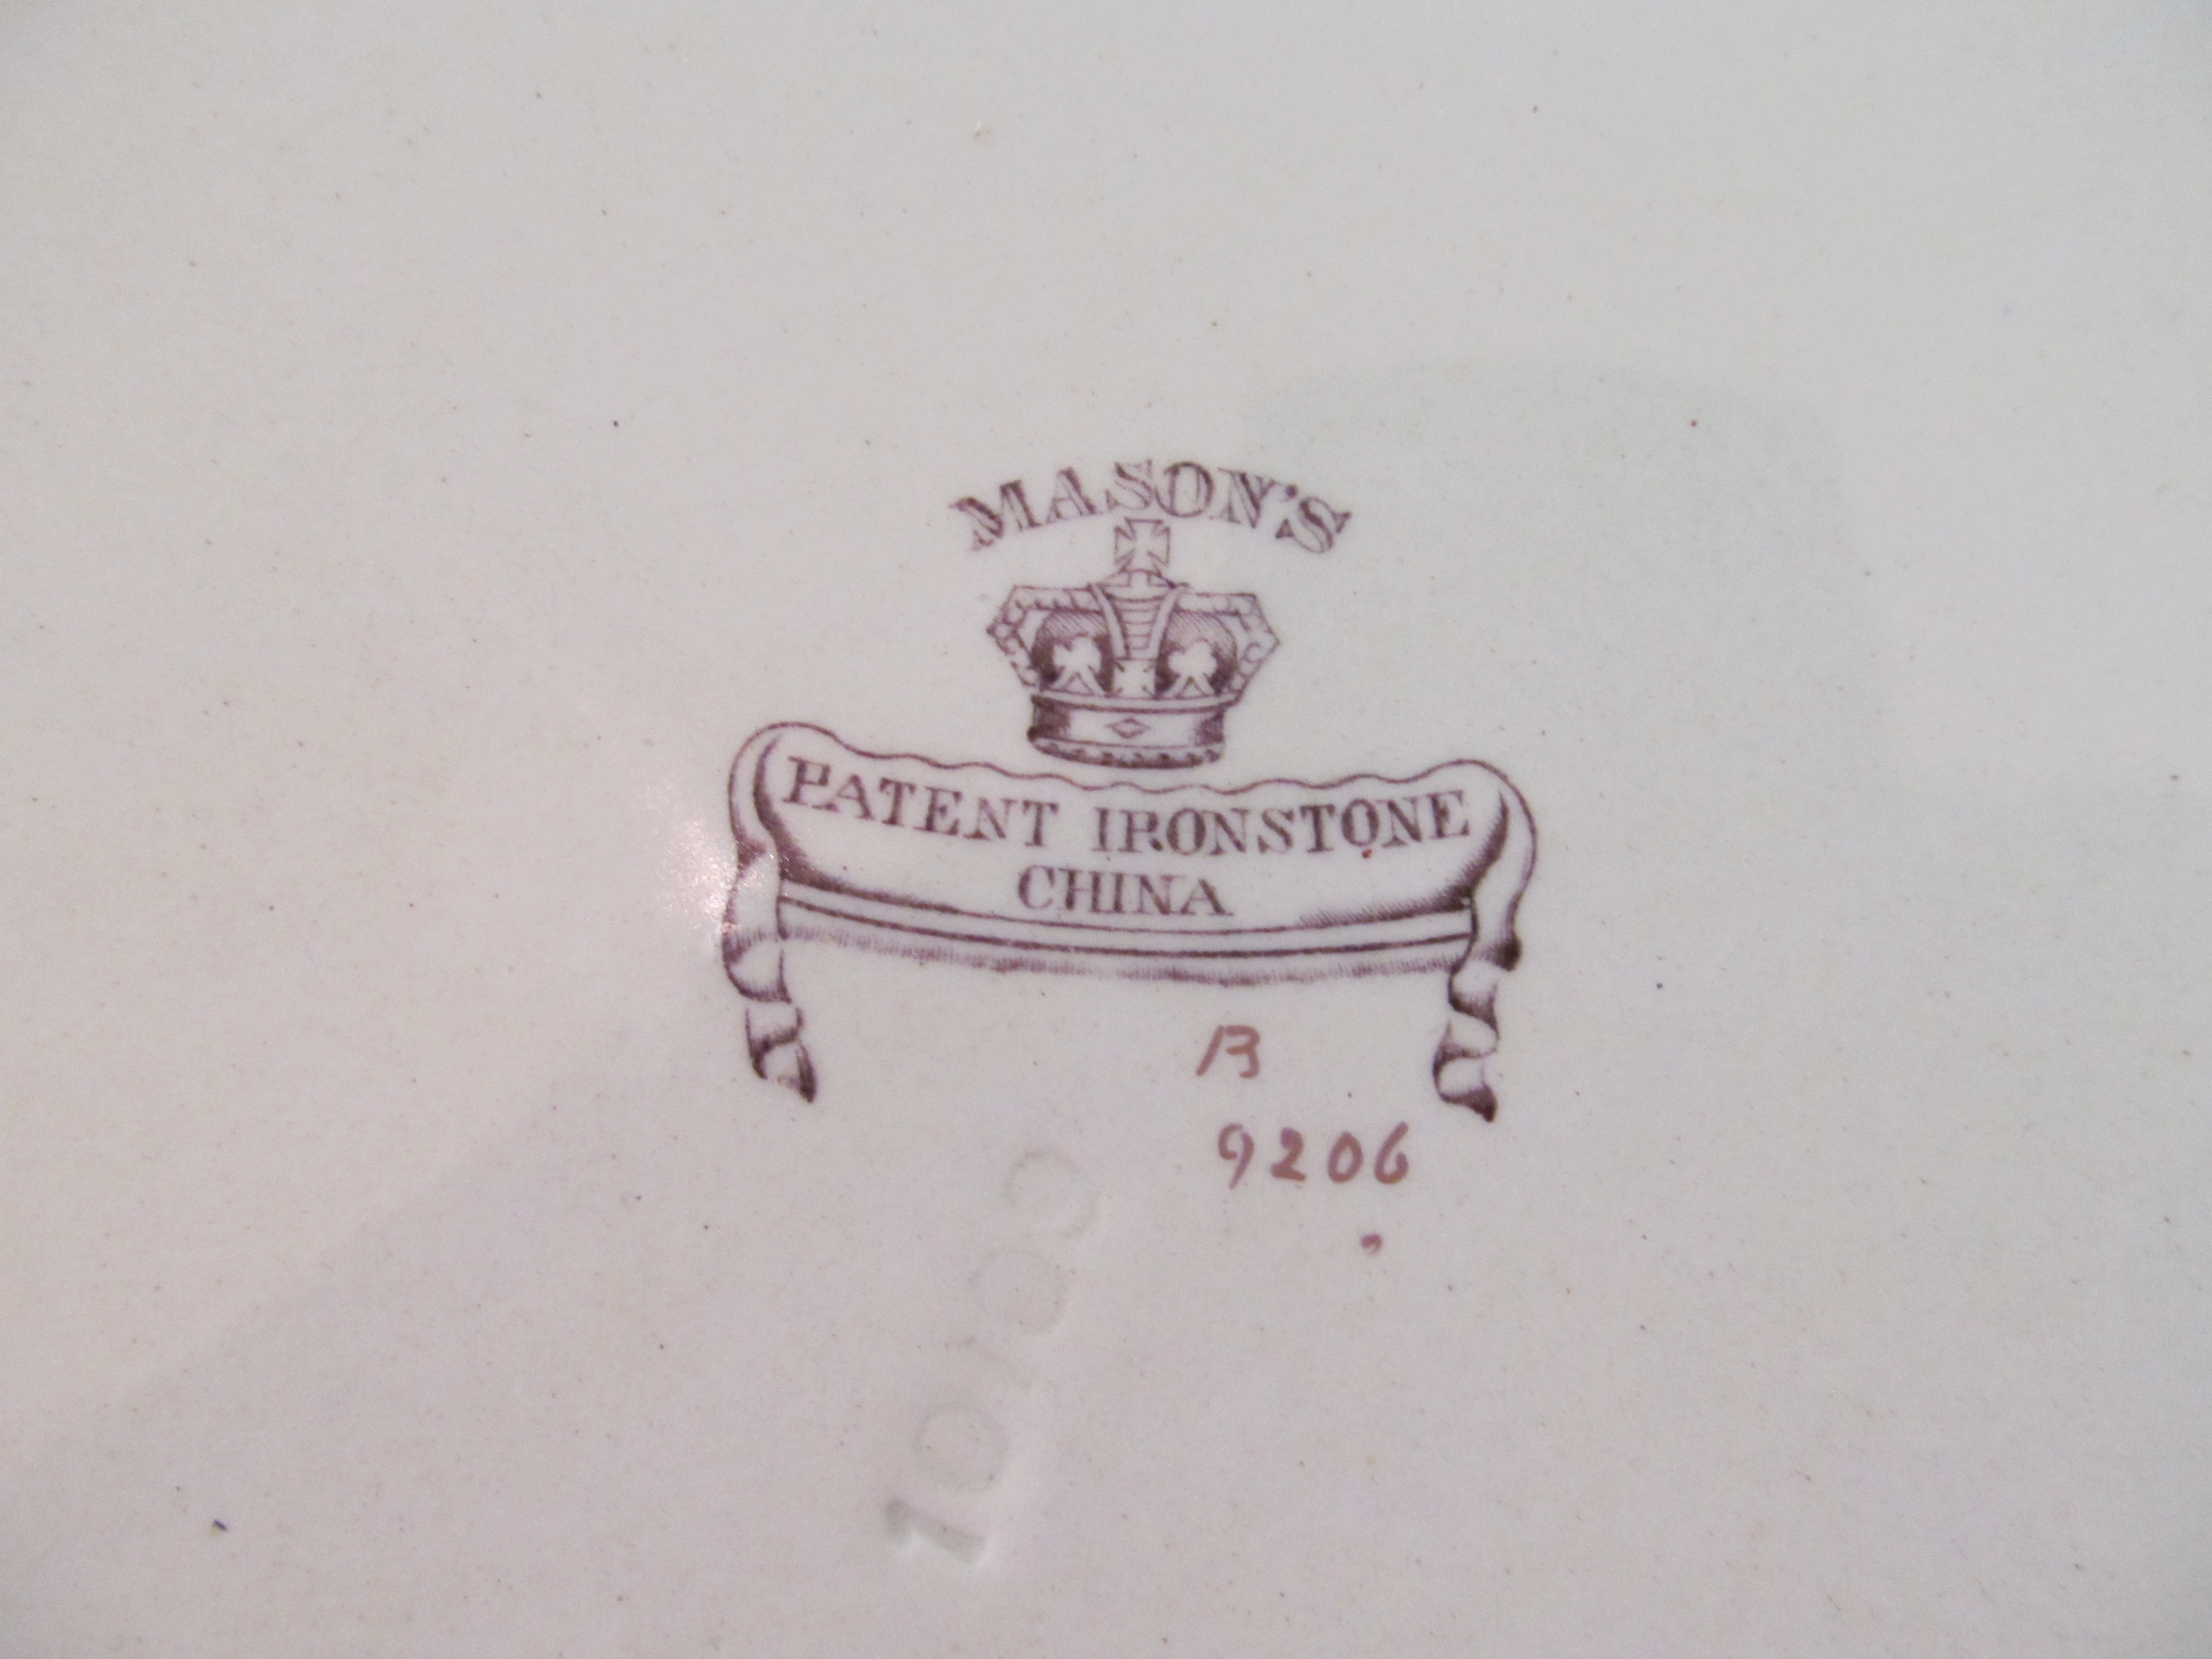 MASON'S
PATENT IRONSTONE
CHINA
B
9206